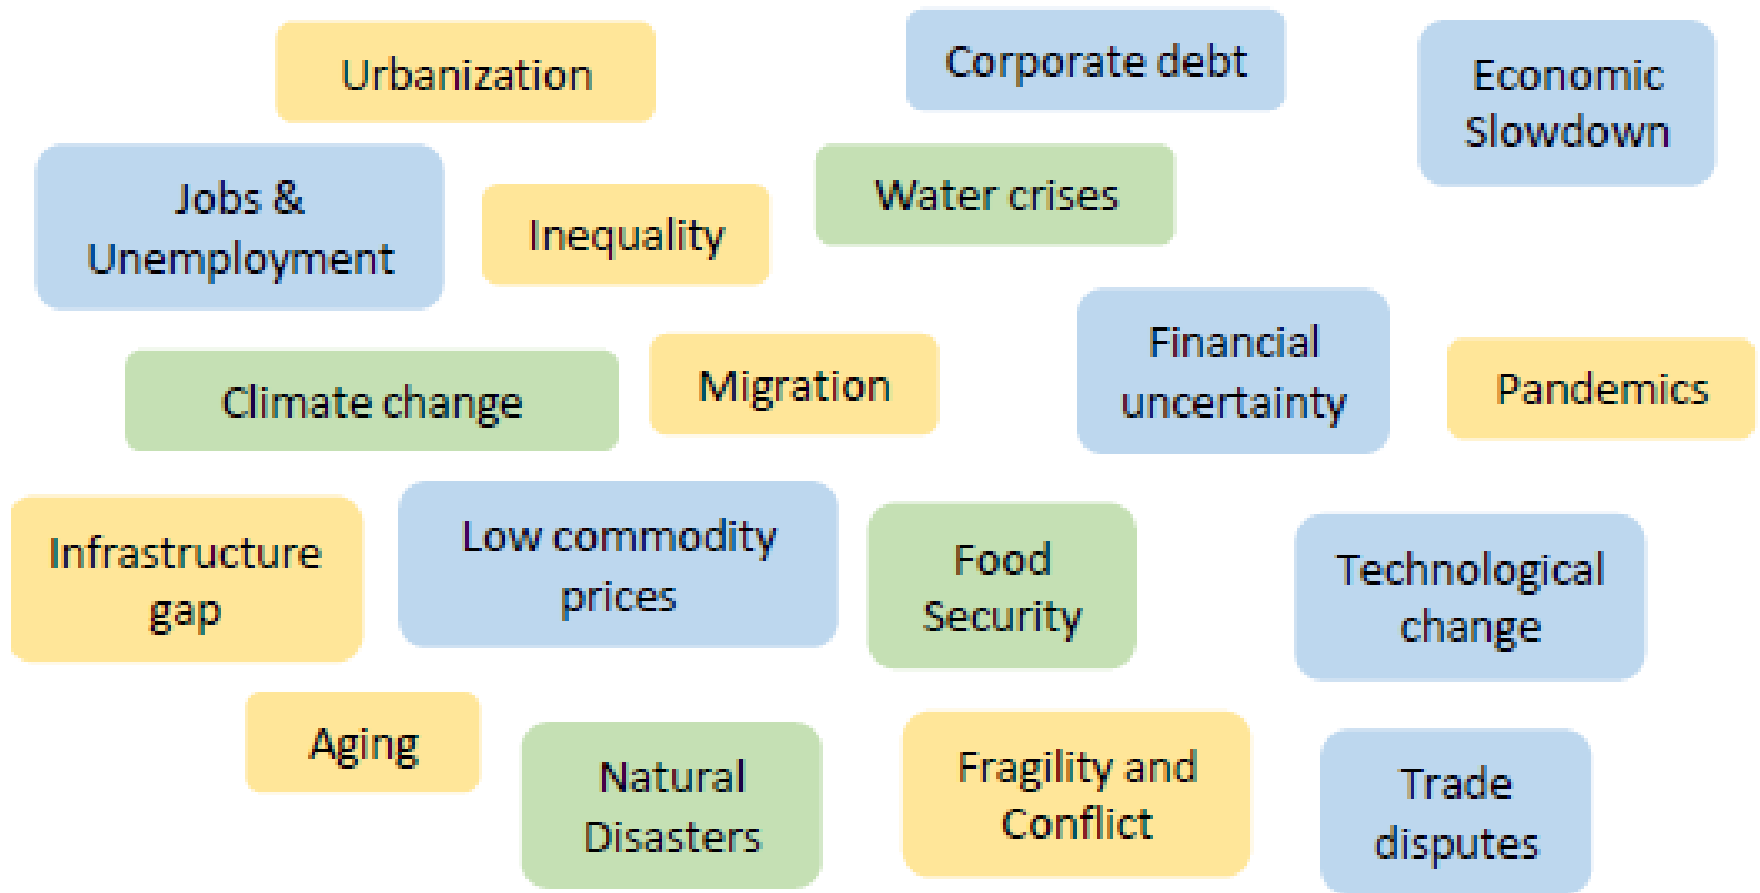 Urbanization
Corporate debt
Economic
Slowdown
Jobs &
Unemployment
Inequality
Water crises
Climate change
Migration
Financial
uncertainty
Pandemics
Infrastructure
gap
Low commodity
prices
Food
Security
Technological
change
Aging
Natural
Disasters
Fragility and
Conflict
Trade
disputes